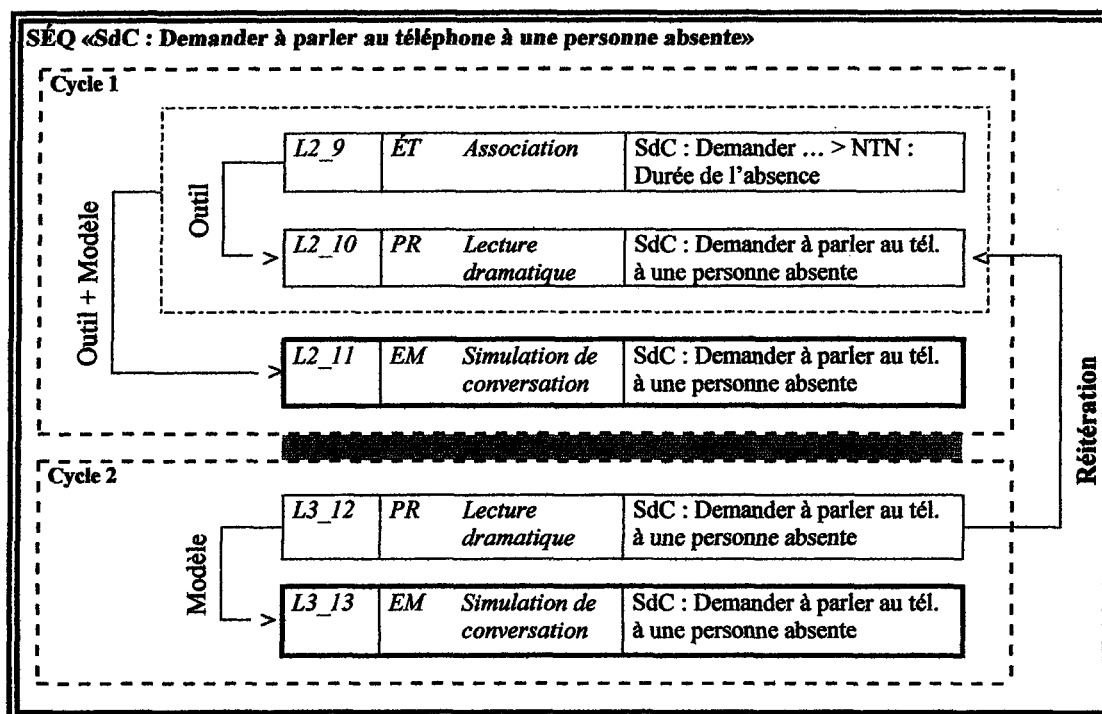 SÉQ «SdC : Demander à parler au téléphone à une personne absente»
Cycle 1
L2_9 ÉT Association SdC : Demander ... > NTN :
Durée de l'absence
Outil
L2_10 PR Lecture SdC : Demander à parler au tél.
dramatique à une personne absente
Outil + Modèle
L2_11 EM Simulation de SdC : Demander à parler au tél.
conversation à une personne absente
Réitération
Cycle 2
L3_12 PR Lecture SdC : Demander à parler au tél.
dramatique à une personne absente
Modèle
L3_13 EM Simulation de SdC : Demander à parler au tél.
conversation à une personne absente